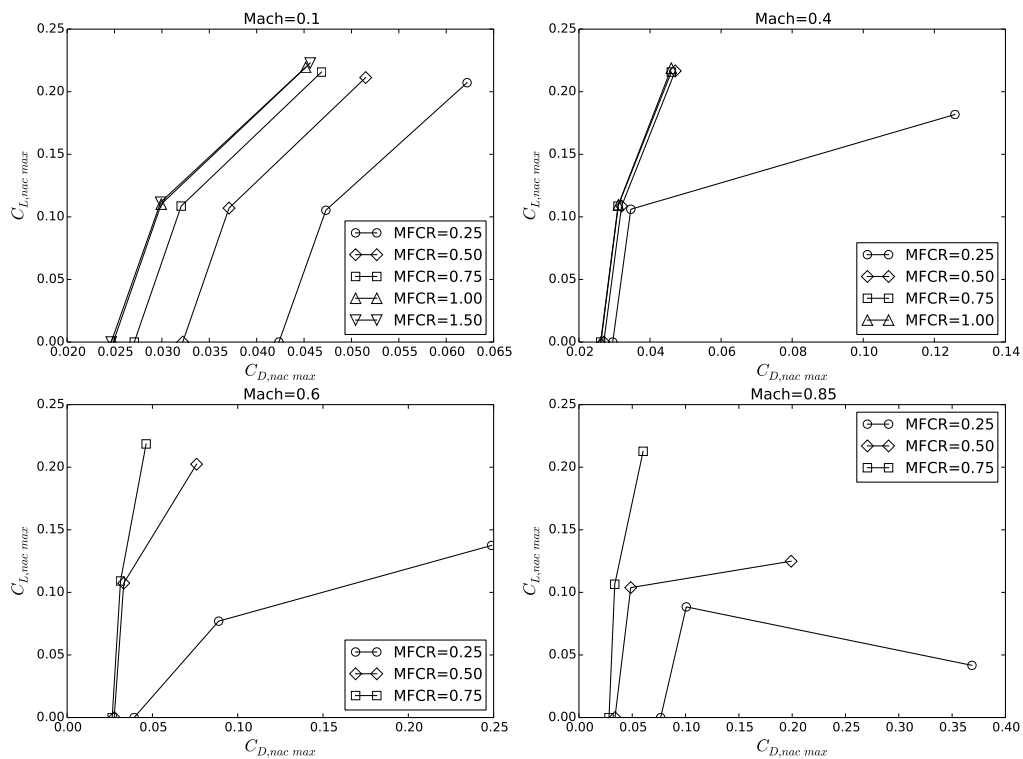 Mach=0.1
0.25
0.20
0.15
0.10
0.05
0.00
C_L,nac max
MFCR=0.25
MFCR=0.50
MFCR=0.75
MFCR=1.00
MFCR=1.50
0.020 0.025 0.030 0.035 0.040 0.045 0.050 0.055 0.060 0.065
C_D,nac max
Mach=0.4
0.25
0.20
0.15
0.10
0.05
0.00
C_L,nac max
MFCR=0.25
MFCR=0.50
MFCR=0.75
MFCR=1.00
0.02 0.04 0.06 0.08 0.10 0.12 0.14
C_D,nac max
Mach=0.6
0.25
0.20
0.15
0.10
0.05
0.00
C_L,nac max
MFCR=0.25
MFCR=0.50
MFCR=0.75
0.00 0.05 0.10 0.15 0.20 0.25
C_D,nac max
Mach=0.85
0.25
0.20
0.15
0.10
0.05
0.00
C_L,nac max
MFCR=0.25
MFCR=0.50
MFCR=0.75
0.00 0.05 0.10 0.15 0.20 0.25 0.30 0.35 0.40
C_D,nac max